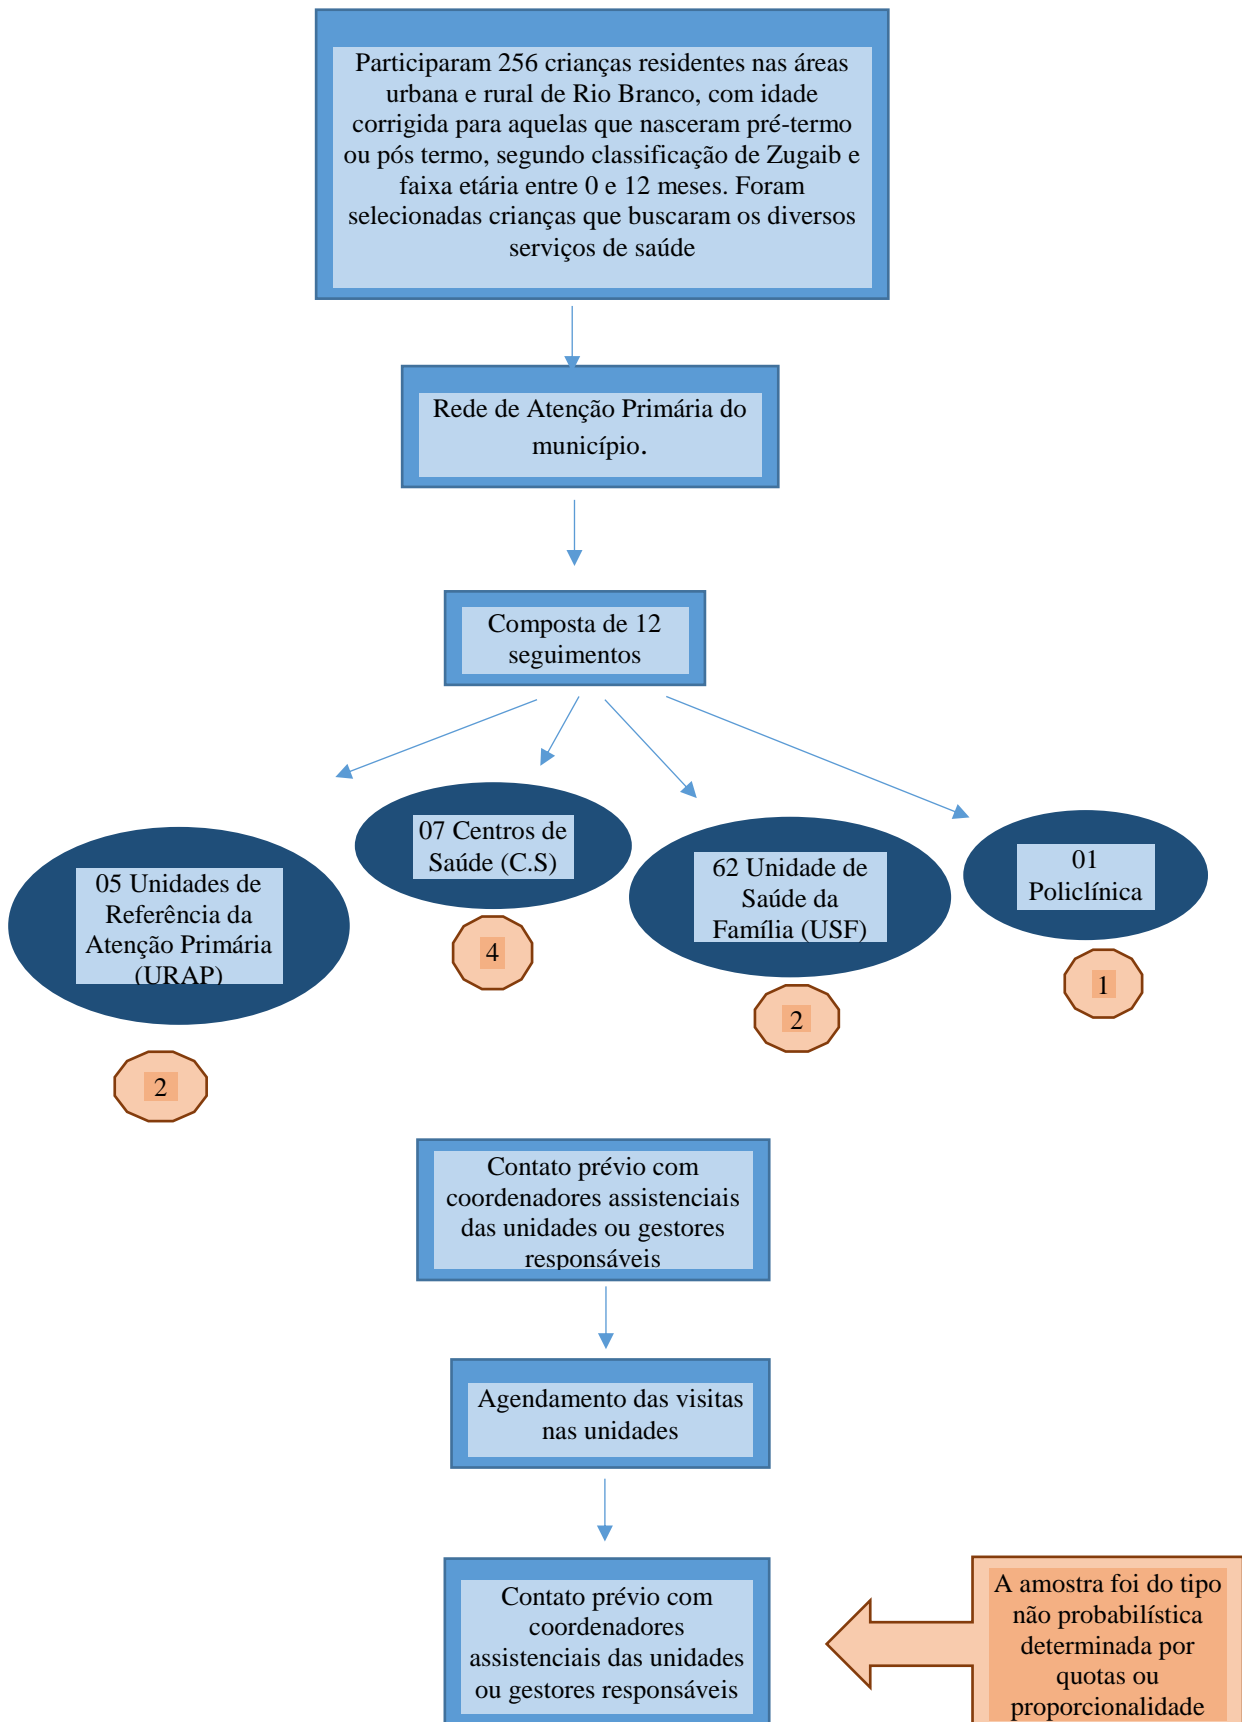 Participaram 256 crianças residentes nas áreas
urbana e rural de Rio Branco, com idade
corrigida para aquelas que nasceram pré-termo
ou pós termo, segundo classificação de Zugaib e
faixa etária entre 0 e 12 meses. Foram
selecionadas crianças que buscaram os diversos
serviços de saúde
Rede de Atenção Primária do
município.
Composta de 12
seguimentos
05 Unidades de
Referência da
Atenção Primária
(URAP)
2
07 Centros de
Saúde (C.S)
4
62 Unidade de
Saúde da
Família (USF)
2
01
Policlínica
1
Contato prévio com
coordenadores assistenciais
das unidades ou gestores
responsáveis
Agendamento das visitas
nas unidades
Contato prévio com
coordenadores
assistenciais das unidades
ou gestores responsáveis
A amostra foi do tipo
não probabilística
determinada por
quotas ou
proporcionalidade